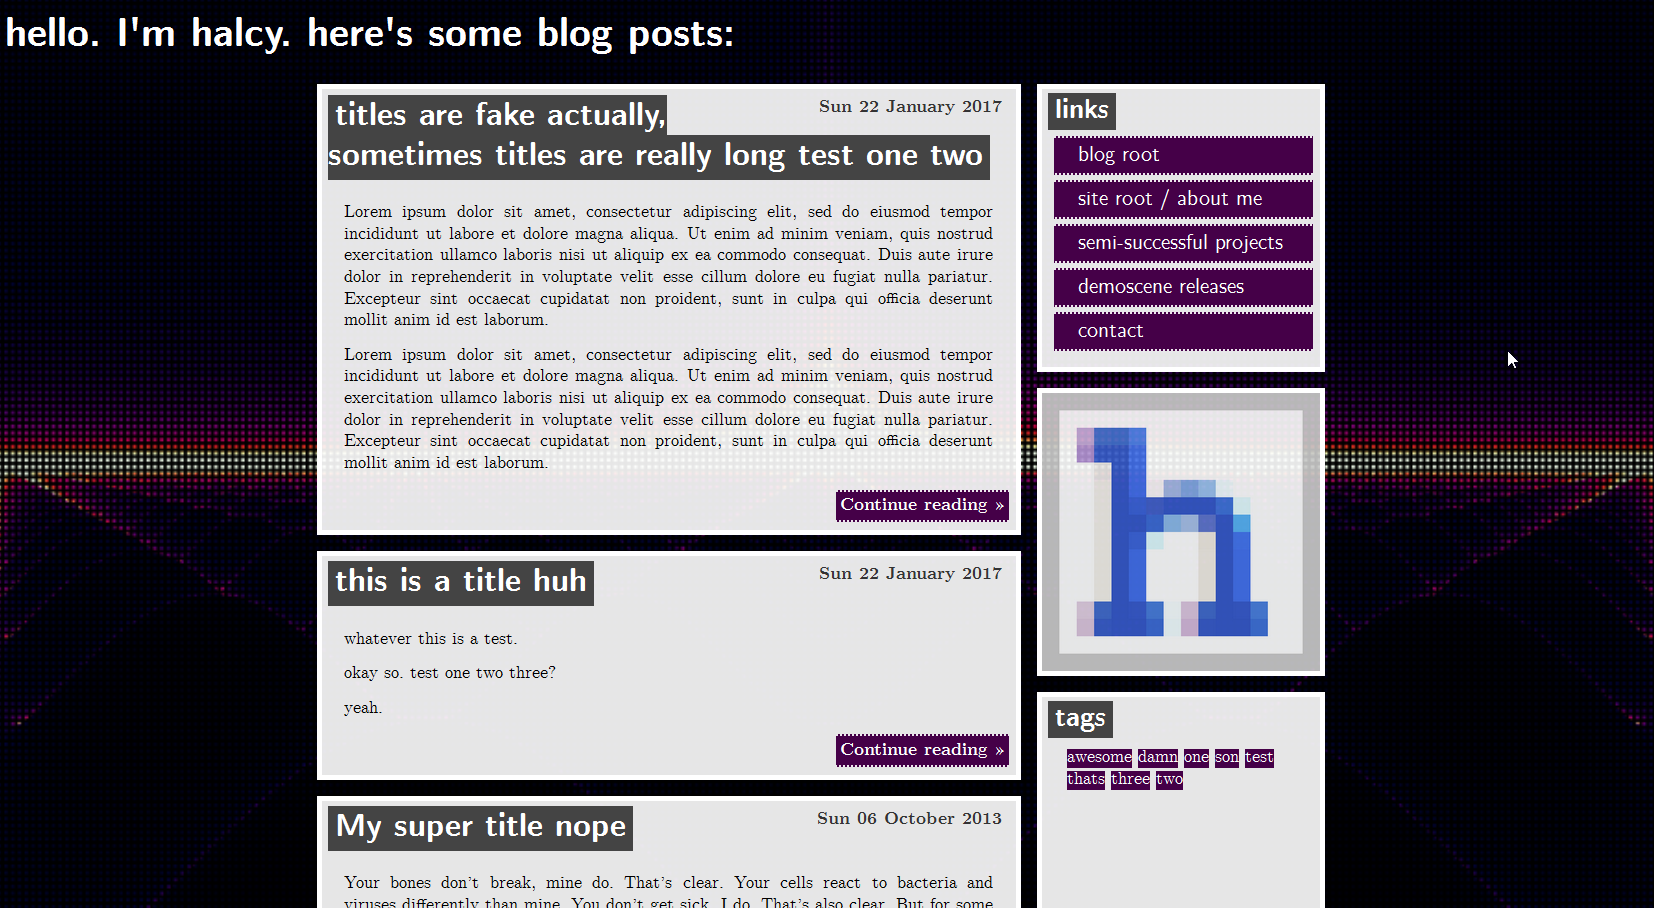 hello. I'm halcy. here's some blog posts:
titles are fake actually,
sometimes titles are really long test one two
Sun 22 January 2017
Lorem ipsum dolor sit amet, consectetur adipiscing elit, sed do eiusmod tempor
incididunt ut labore et dolore magna aliqua. Ut enim ad minim veniam, quis nostrud
exercitation ullamco laboris nisi ut aliquip ex ea commodo consequat. Duis aute irure
dolor in reprehenderit in voluptate velit esse cillum dolore eu fugiat nulla pariatur.
Excepteur sint occaecat cupidatat non proident, sunt in culpa qui officia deserunt
mollit anim id est laborum.
Lorem ipsum dolor sit amet, consectetur adipiscing elit, sed do eiusmod tempor
incididunt ut labore et dolore magna aliqua. Ut enim ad minim veniam, quis nostrud
exercitation ullamco laboris nisi ut aliquip ex ea commodo consequat. Duis aute irure
dolor in reprehenderit in voluptate velit esse cillum dolore eu fugiat nulla pariatur.
Excepteur sint occaecat cupidatat non proident, sunt in culpa qui officia deserunt
mollit anim id est laborum.
Continue reading »
this is a title huh
Sun 22 January 2017
whatever this is a test.
okay so. test one two three?
yeah.
Continue reading »
My super title nope
Sun 06 October 2013
Your bones don't break, mine do. That's clear. Your cells react to bacteria and
viruses differently than mine. You don't get sick, I do. That's also clear. But for some
links
blog root
site root / about me
semi-successful projects
demoscene releases
contact
h
tags
awesome damn one son test
thats three two